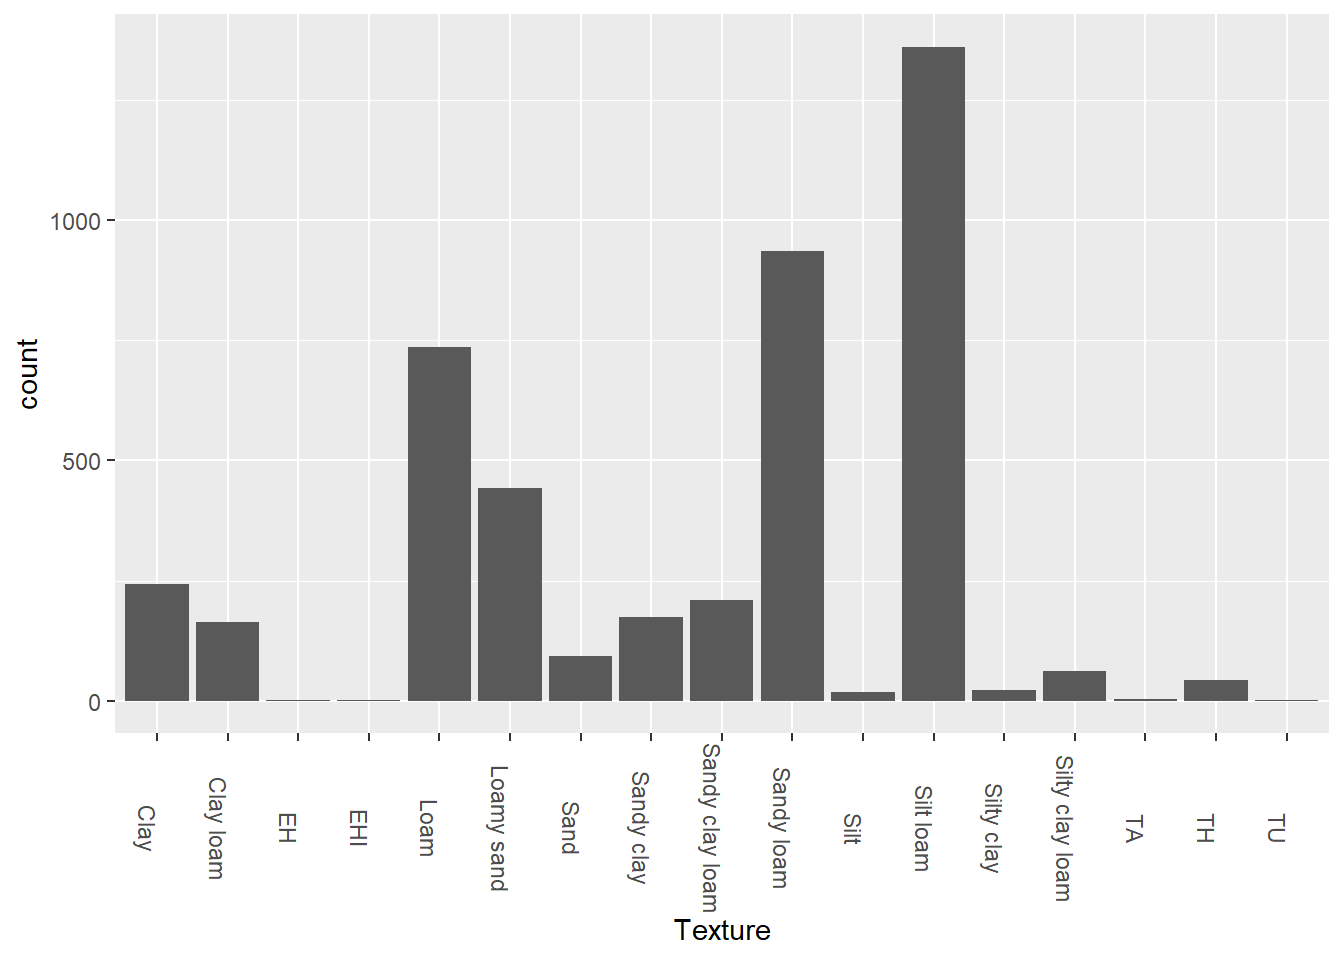 count
1000
500
0
Clay
Clay loam
EH
EHI
Loam
Loamy sand
Sand
Sandy clay
Sandy clay loam
Sandy loam
Silt
Silt loam
Silty clay
Silty clay loam
TA
TH
TU
Texture